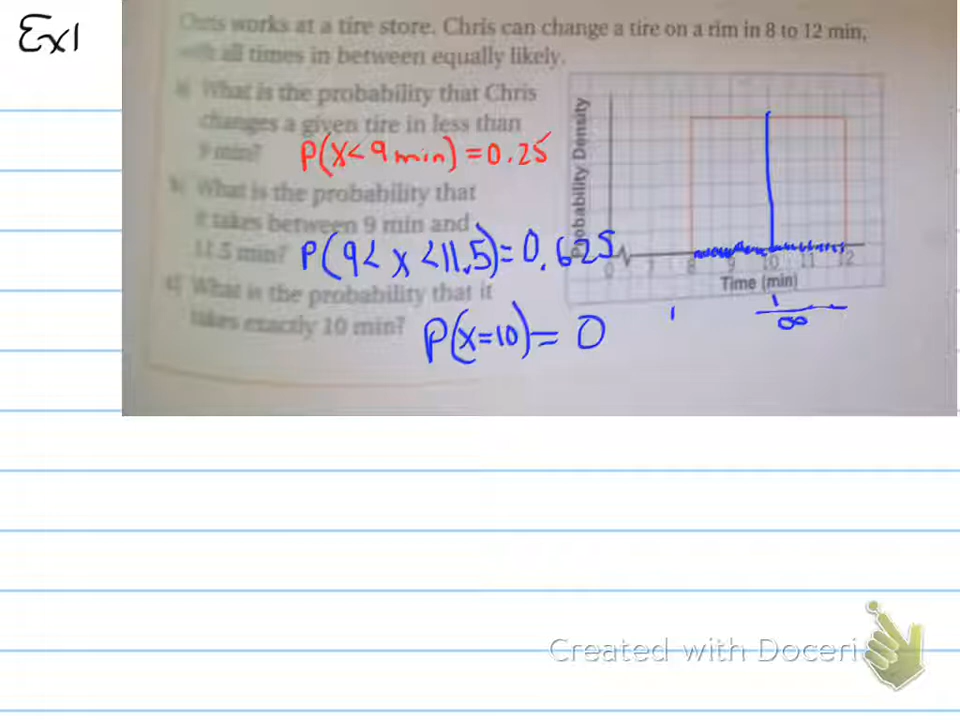 Ex1
Chris works at a tire store. Chris can change a tire on a rim in 8 to 12 min,
with all times in between equally likely.
a) What is the probability that Chris
changes a given tire in less than
9 min? P(x<9min)=0.25
b) What is the probability that
it takes between 9 min and
11.5 min? P(9< x <11.5)=0.625
c) What is the probability that it
takes exactly 10 min? P(x=10)= 0
Probability Density
0 7 8 9 10 11 12
Time (min)
1
∞
Created with Doceri